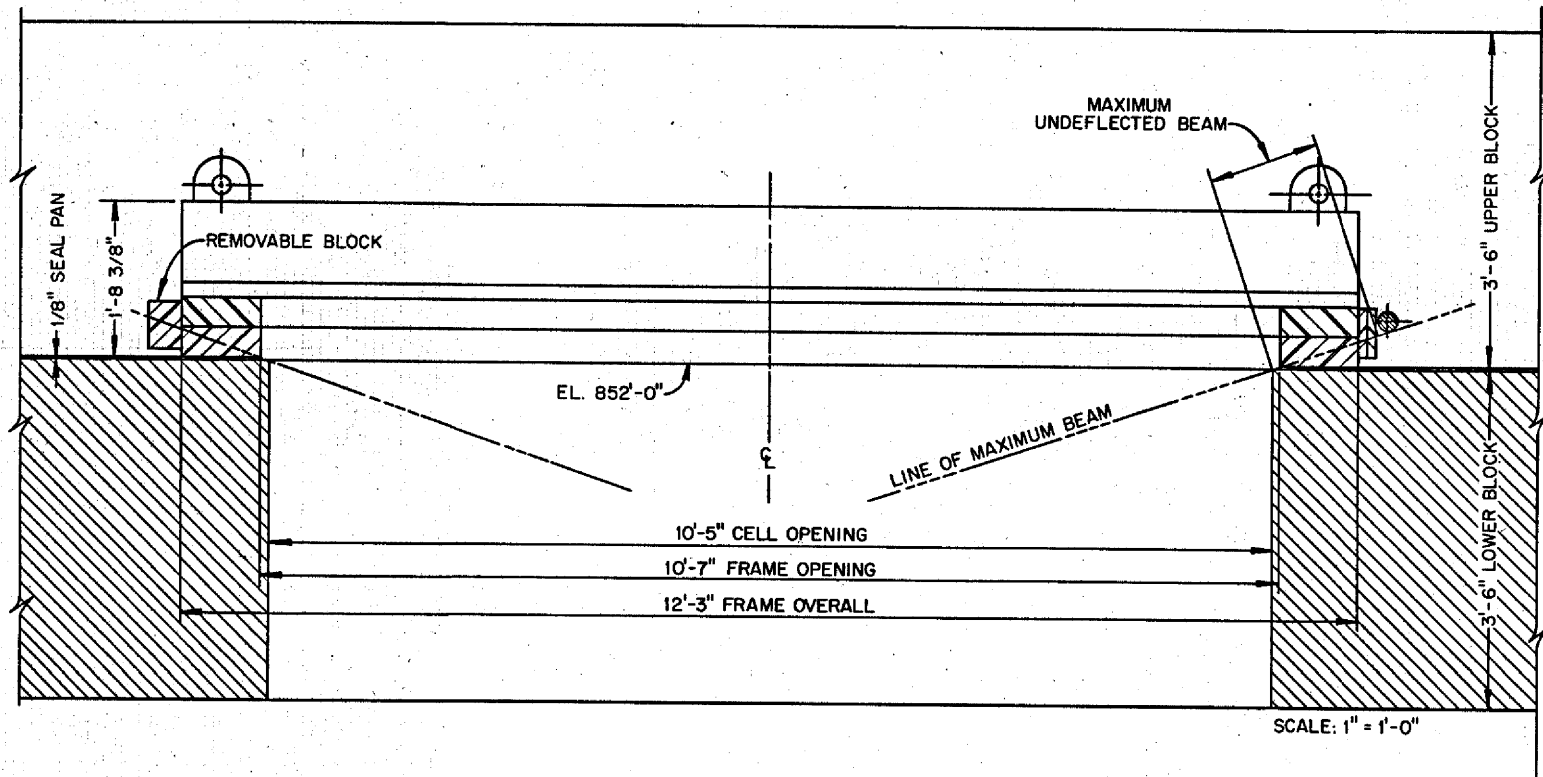 MAXIMUM
UNDEFLECTED BEAM
3'-6" UPPER BLOCK
1/8" SEAL PAN
1'-8 3/8"
REMOVABLE BLOCK
EL. 852'-0"
LINE OF MAXIMUM BEAM
℄
10'-5" CELL OPENING
10'-7" FRAME OPENING
12'-3" FRAME OVERALL
3'-6" LOWER BLOCK
SCALE: 1" = 1'-0"